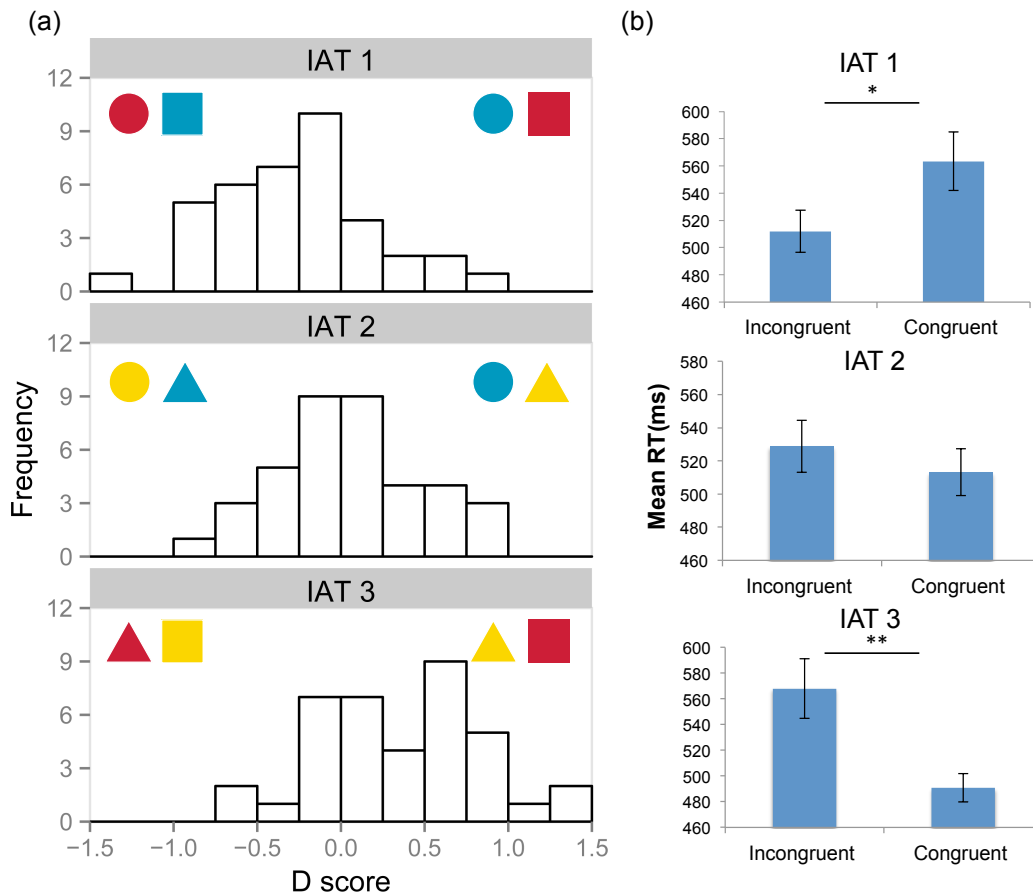 (a)
IAT 1
12
9
6
3
0
IAT 2
12
9
6
3
0
IAT 3
12
9
6
3
0
Frequency
−1.5 −1.0 −0.5 0.0 0.5 1.0 1.5
D score
(b)
IAT 1
*
600
580
560
540
520
500
480
460
Incongruent Congruent
IAT 2
580
560
540
520
500
480
460
Mean RT(ms)
Incongruent Congruent
IAT 3
**
600
580
560
540
520
500
480
460
Incongruent Congruent